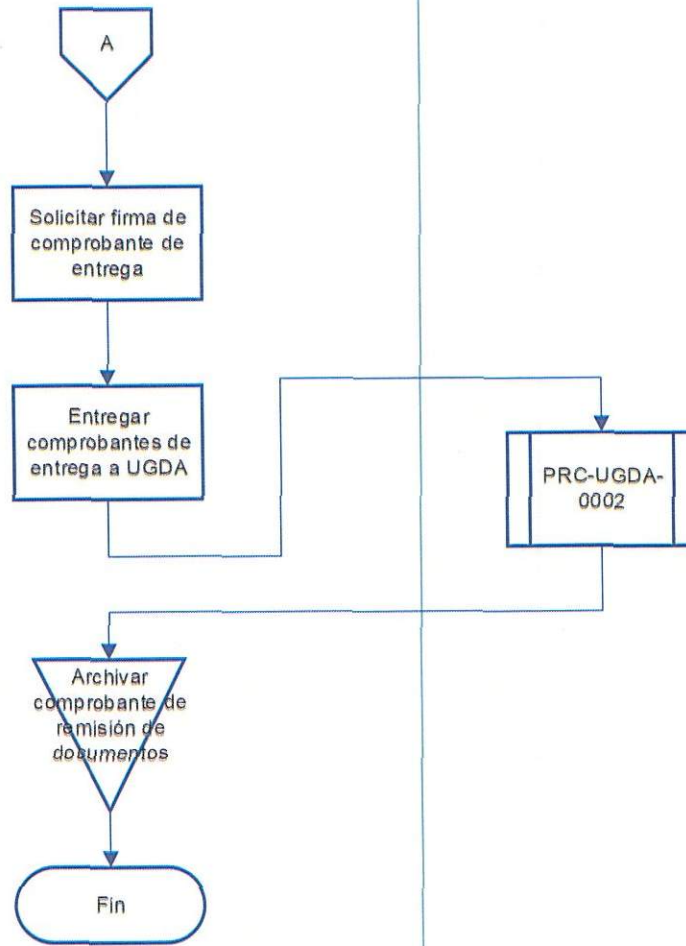 A
Solicitar firma de
comprobante de
entrega
Entregar
comprobantes de
entrega a UGDA
PRC-UGDA-
0002
Archivar
comprobante de
remisión de
documentos
Fin